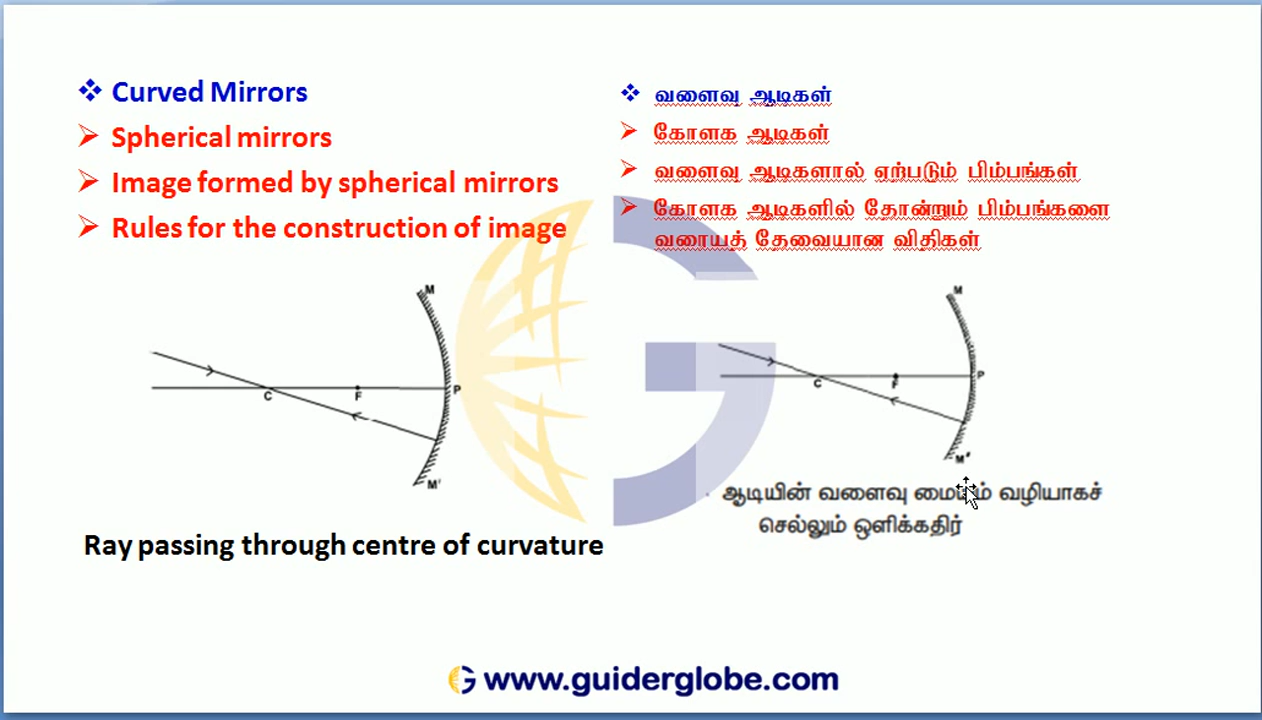 Curved Mirrors
Spherical mirrors
Image formed by spherical mirrors
Rules for the construction of image
M
C
F
P
M'
Ray passing through centre of curvature
வளைவு ஆடிகள்
கோளக ஆடிகள்
வளைவு ஆடிகளால் ஏற்படும் பிம்பங்கள்
கோளக ஆடிகளில் தோன்றும் பிம்பங்களை
வரையத் தேவையான விதிகள்
M
C
F
P
M'
ஆடியின் வளைவு மையம் வழியாகச்
செல்லும் ஒளிக்கதிர்
www.guiderglobe.com